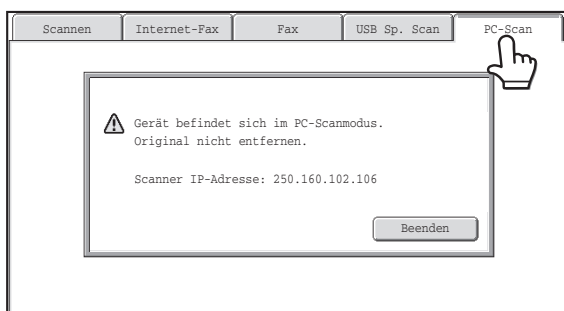 Scannen Internet-Fax Fax USB Sp. Scan PC-Scan
Gerät befindet sich im PC-Scanmodus.
Original nicht entfernen.
Scanner IP-Adresse: 250.160.102.106
Beenden